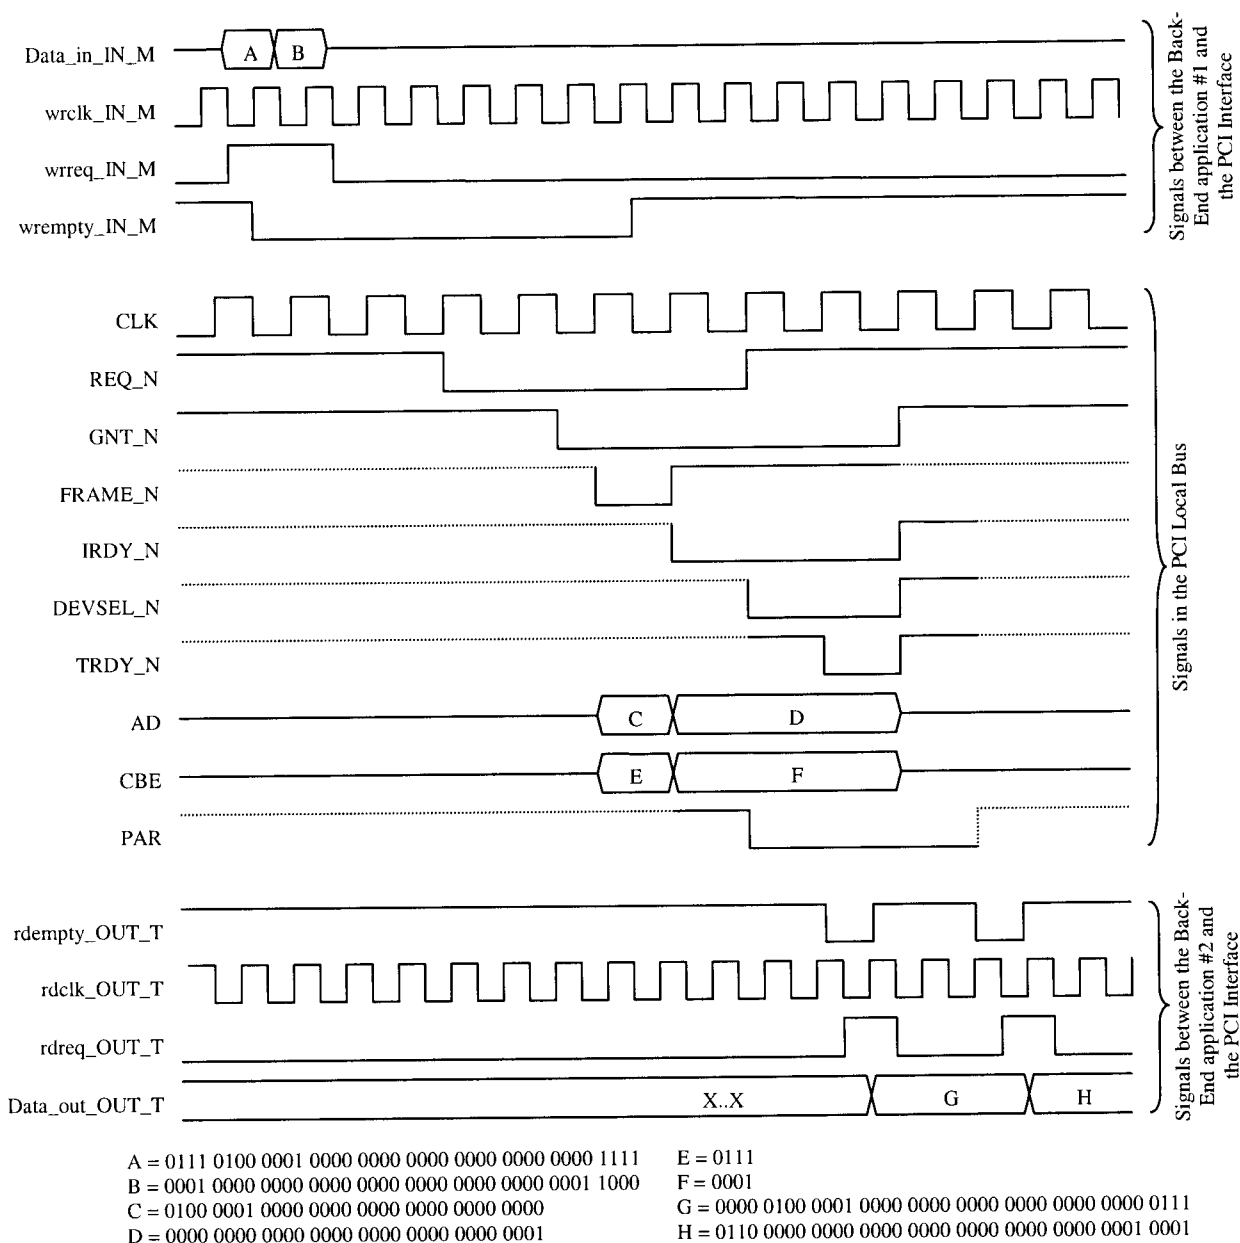 Data_in_IN_M
A
B
wrclk_IN_M
wrreq_IN_M
wrempty_IN_M
Signals between the Back-
End application #1 and
the PCI Interface
CLK
REQ_N
GNT_N
FRAME_N
IRDY_N
DEVSEL_N
TRDY_N
AD
C
D
CBE
E
F
PAR
Signals in the PCI Local Bus
rdempty_OUT_T
rdclk_OUT_T
rdreq_OUT_T
Data_out_OUT_T
X..X
G
H
Signals between the Back-
End application #2 and
the PCI Interface
A = 0111 0100 0001 0000 0000 0000 0000 0000 0000 1111
B = 0001 0000 0000 0000 0000 0000 0000 0000 0001 1000
C = 0100 0001 0000 0000 0000 0000 0000 0000
D = 0000 0000 0000 0000 0000 0000 0000 0001
E = 0111
F = 0001
G = 0000 0100 0001 0000 0000 0000 0000 0000 0000 0111
H = 0110 0000 0000 0000 0000 0000 0000 0000 0001 0001